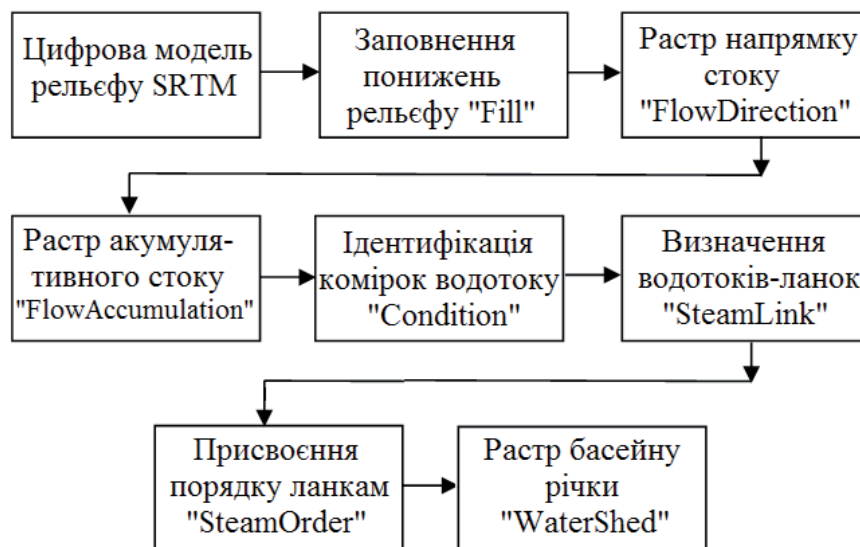 Цифрова модель
рельєфу SRTM
Заповнення
понижень
рельєфу "Fill"
Растр напрямку
стоку
"FlowDirection"
Растр акумуля-
тивного стоку
"FlowAccumulation"
Ідентифікація
комірок водотоку
"Condition"
Визначення
водотоків-ланок
"SteamLink"
Присвоєння
порядку ланкам
"SteamOrder"
Растр басейну
річки
"WaterShed"